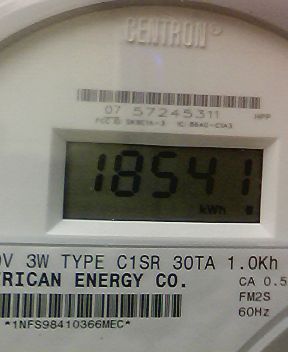 CENTRON®
07 57245311
HPP
18541
kWh
V 3W TYPE C1SR 30TA 1.0Kh
RICAN ENERGY CO.
CA 0.5
FM2S
60Hz
*1NFS98410366MEC*